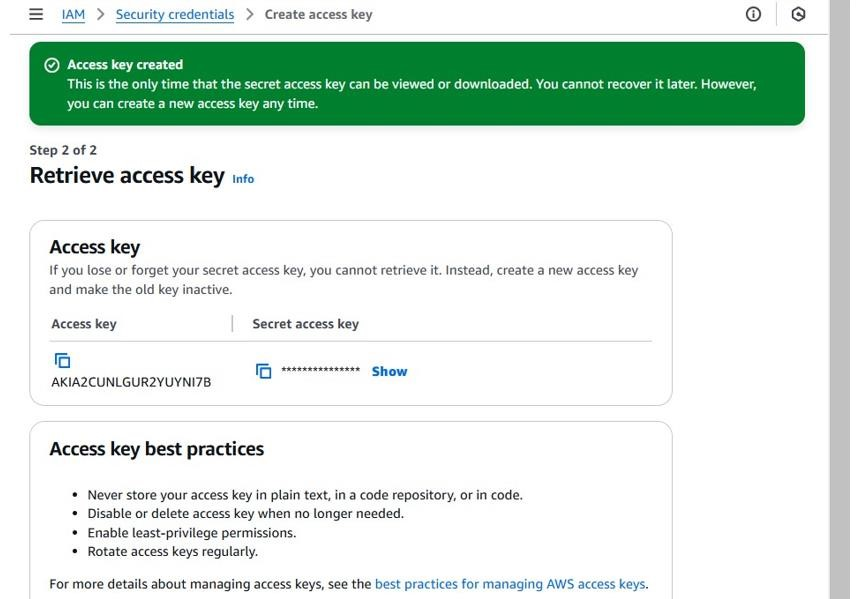 IAM > Security credentials > Create access key
Access key created
This is the only time that the secret access key can be viewed or downloaded. You cannot recover it later. However,
you can create a new access key any time.
Step 2 of 2
Retrieve access key Info
Access key
If you lose or forget your secret access key, you cannot retrieve it. Instead, create a new access key
and make the old key inactive.
Access key | Secret access key
*************** Show
AKIA2CUNLGUR2YUYNI7B
Access key best practices
• Never store your access key in plain text, in a code repository, or in code.
• Disable or delete access key when no longer needed.
• Enable least-privilege permissions.
• Rotate access keys regularly.
For more details about managing access keys, see the best practices for managing AWS access keys.